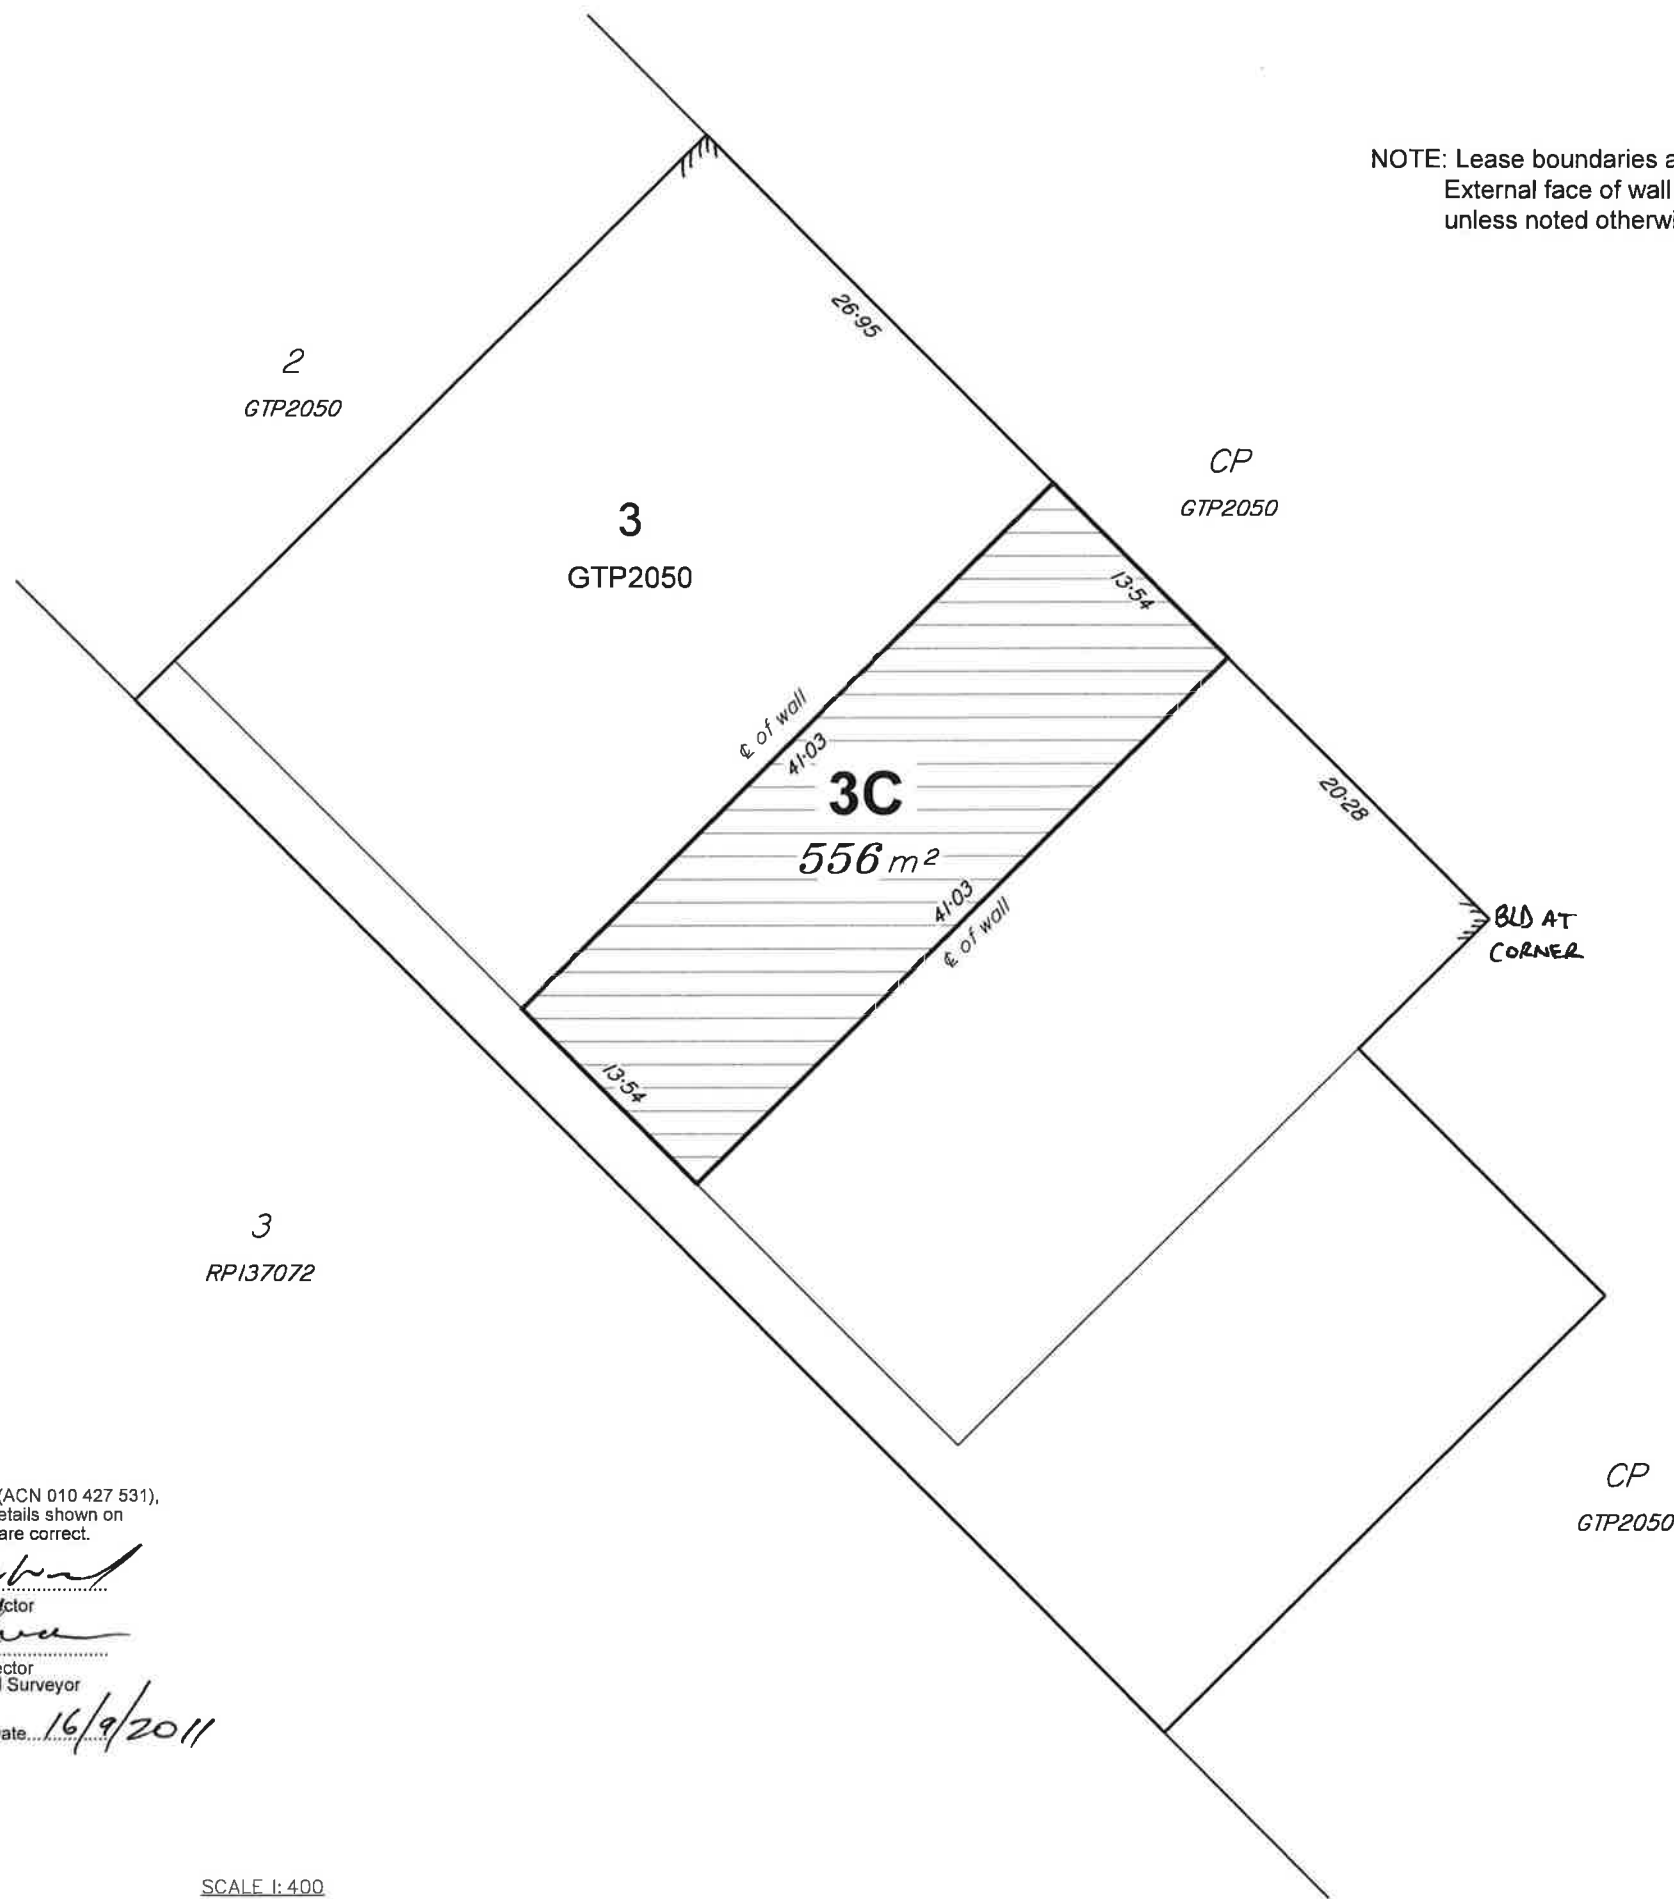 NOTE: Lease boundaries a
External face of wall
unless noted otherwi
26·95
2
GTP2050
CP
GTP2050
3
GTP2050
13·54
℄ of wall
41·03
3C
556 m²
20·28
41·03
℄ of wall
BLD AT
CORNER
13·54
3
RP137072
CP
GTP2050
(ACN 010 427 531),
etails shown on
are correct.
ctor
ector
l Surveyor
ate 16/9/2011
SCALE 1:400